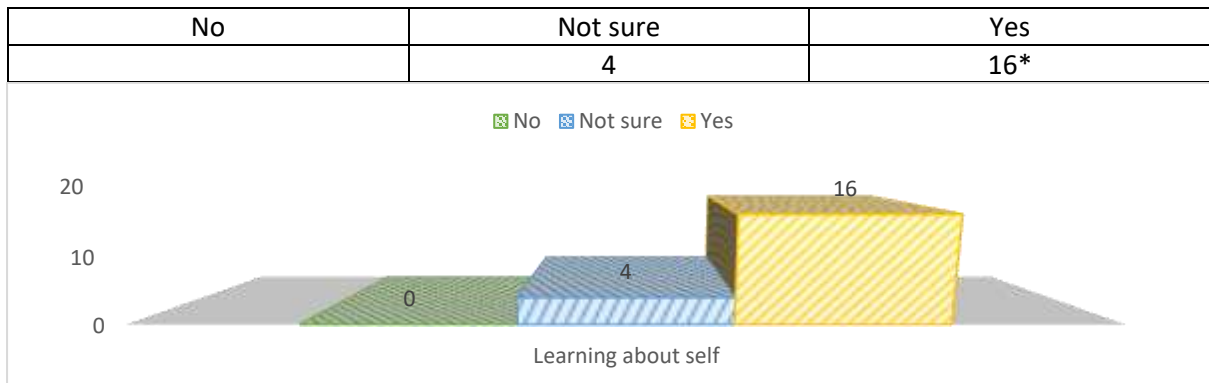 No Not sure Yes
4 16*
No Not sure Yes
20
16
10
4
0
0
Learning about self